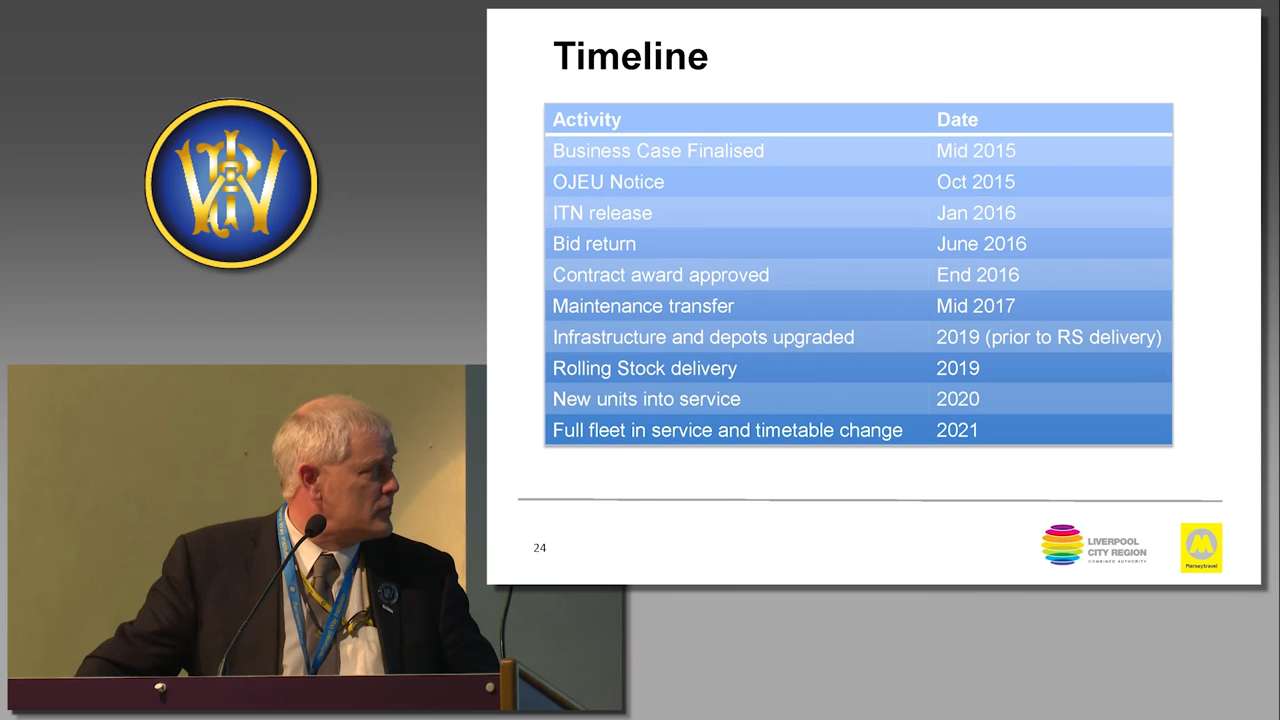 Timeline
Activity Date
Business Case Finalised Mid 2015
OJEU Notice Oct 2015
ITN release Jan 2016
Bid return June 2016
Contract award approved End 2016
Maintenance transfer Mid 2017
Infrastructure and depots upgraded 2019 (prior to RS delivery)
Rolling Stock delivery 2019
New units into service 2020
Full fleet in service and timetable change 2021
24
LIVERPOOL
CITY REGION
COMBINED AUTHORITY
Merseytravel